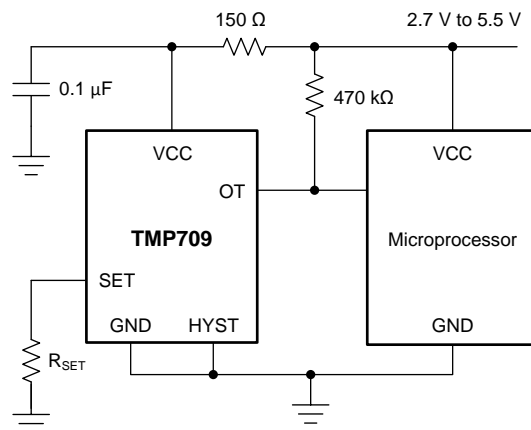 150 Ω
2.7 V to 5.5 V
0.1 µF
470 kΩ
VCC
VCC
OT
TMP709
Microprocessor
SET
GND
HYST
GND
RSET